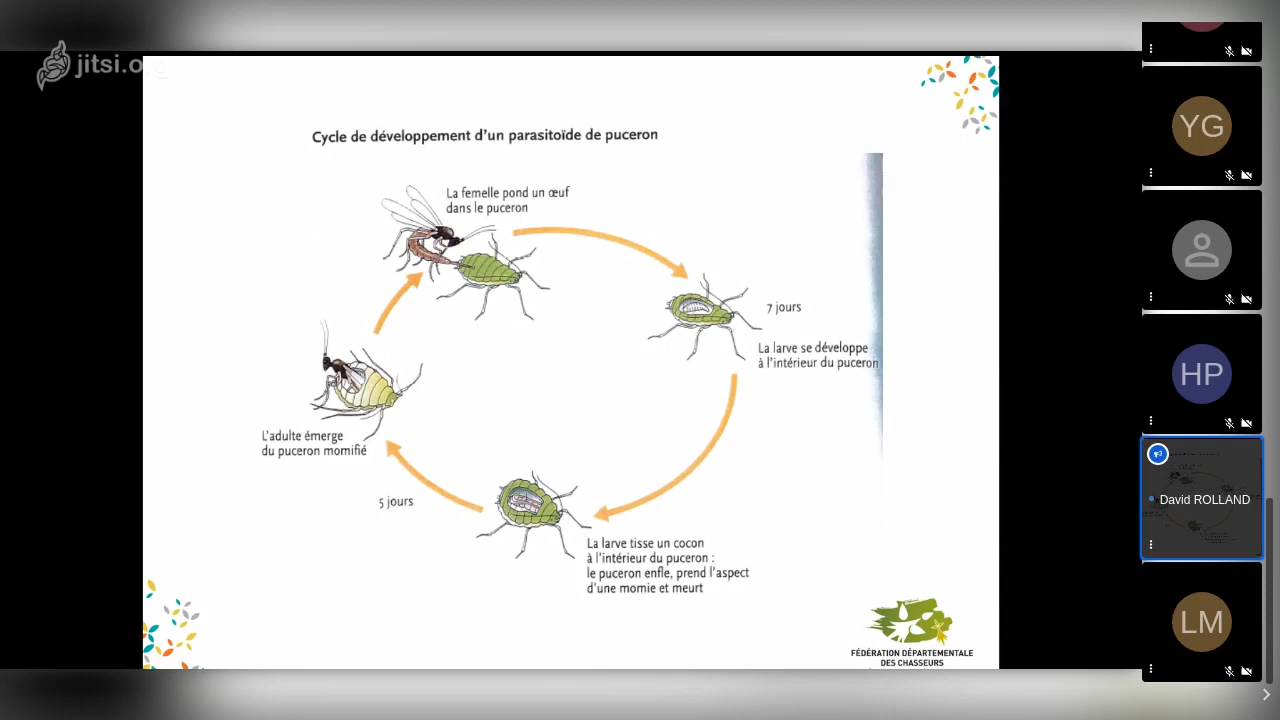 jitsi.org
Cycle de développement d'un parasitoïde de puceron
La femelle pond un œuf
dans le puceron
7 jours
La larve se développe
à l'intérieur du puceron
L'adulte émerge
du puceron momifié
5 jours
La larve tisse un cocon
à l'intérieur du puceron :
le puceron enfle, prend l'aspect
d'une momie et meurt
FÉDÉRATION DÉPARTEMENTALE
DES CHASSEURS
YG
HP
David ROLLAND
LM